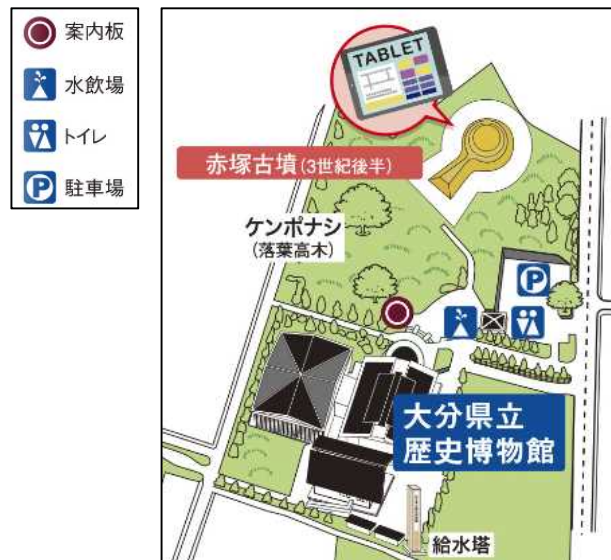 案内板
水飲場
トイレ
P
駐車場
TABLET
赤塚古墳(3世紀後半)
ケンポナシ
(落葉高木)
P
大分県立
歴史博物館
給水塔